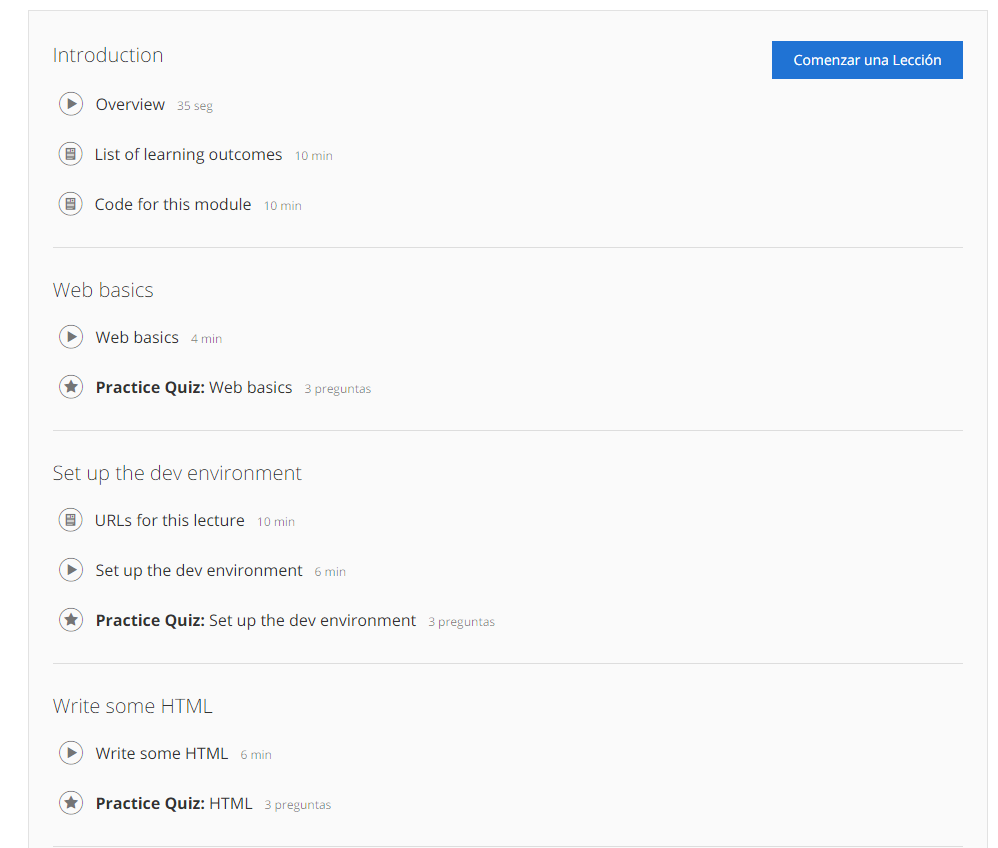 Introduction
Comenzar una Lección
Overview 35 seg
List of learning outcomes 10 min
Code for this module 10 min
Web basics
Web basics 4 min
Practice Quiz: Web basics 3 preguntas
Set up the dev environment
URLs for this lecture 10 min
Set up the dev environment 6 min
Practice Quiz: Set up the dev environment 3 preguntas
Write some HTML
Write some HTML 6 min
Practice Quiz: HTML 3 preguntas